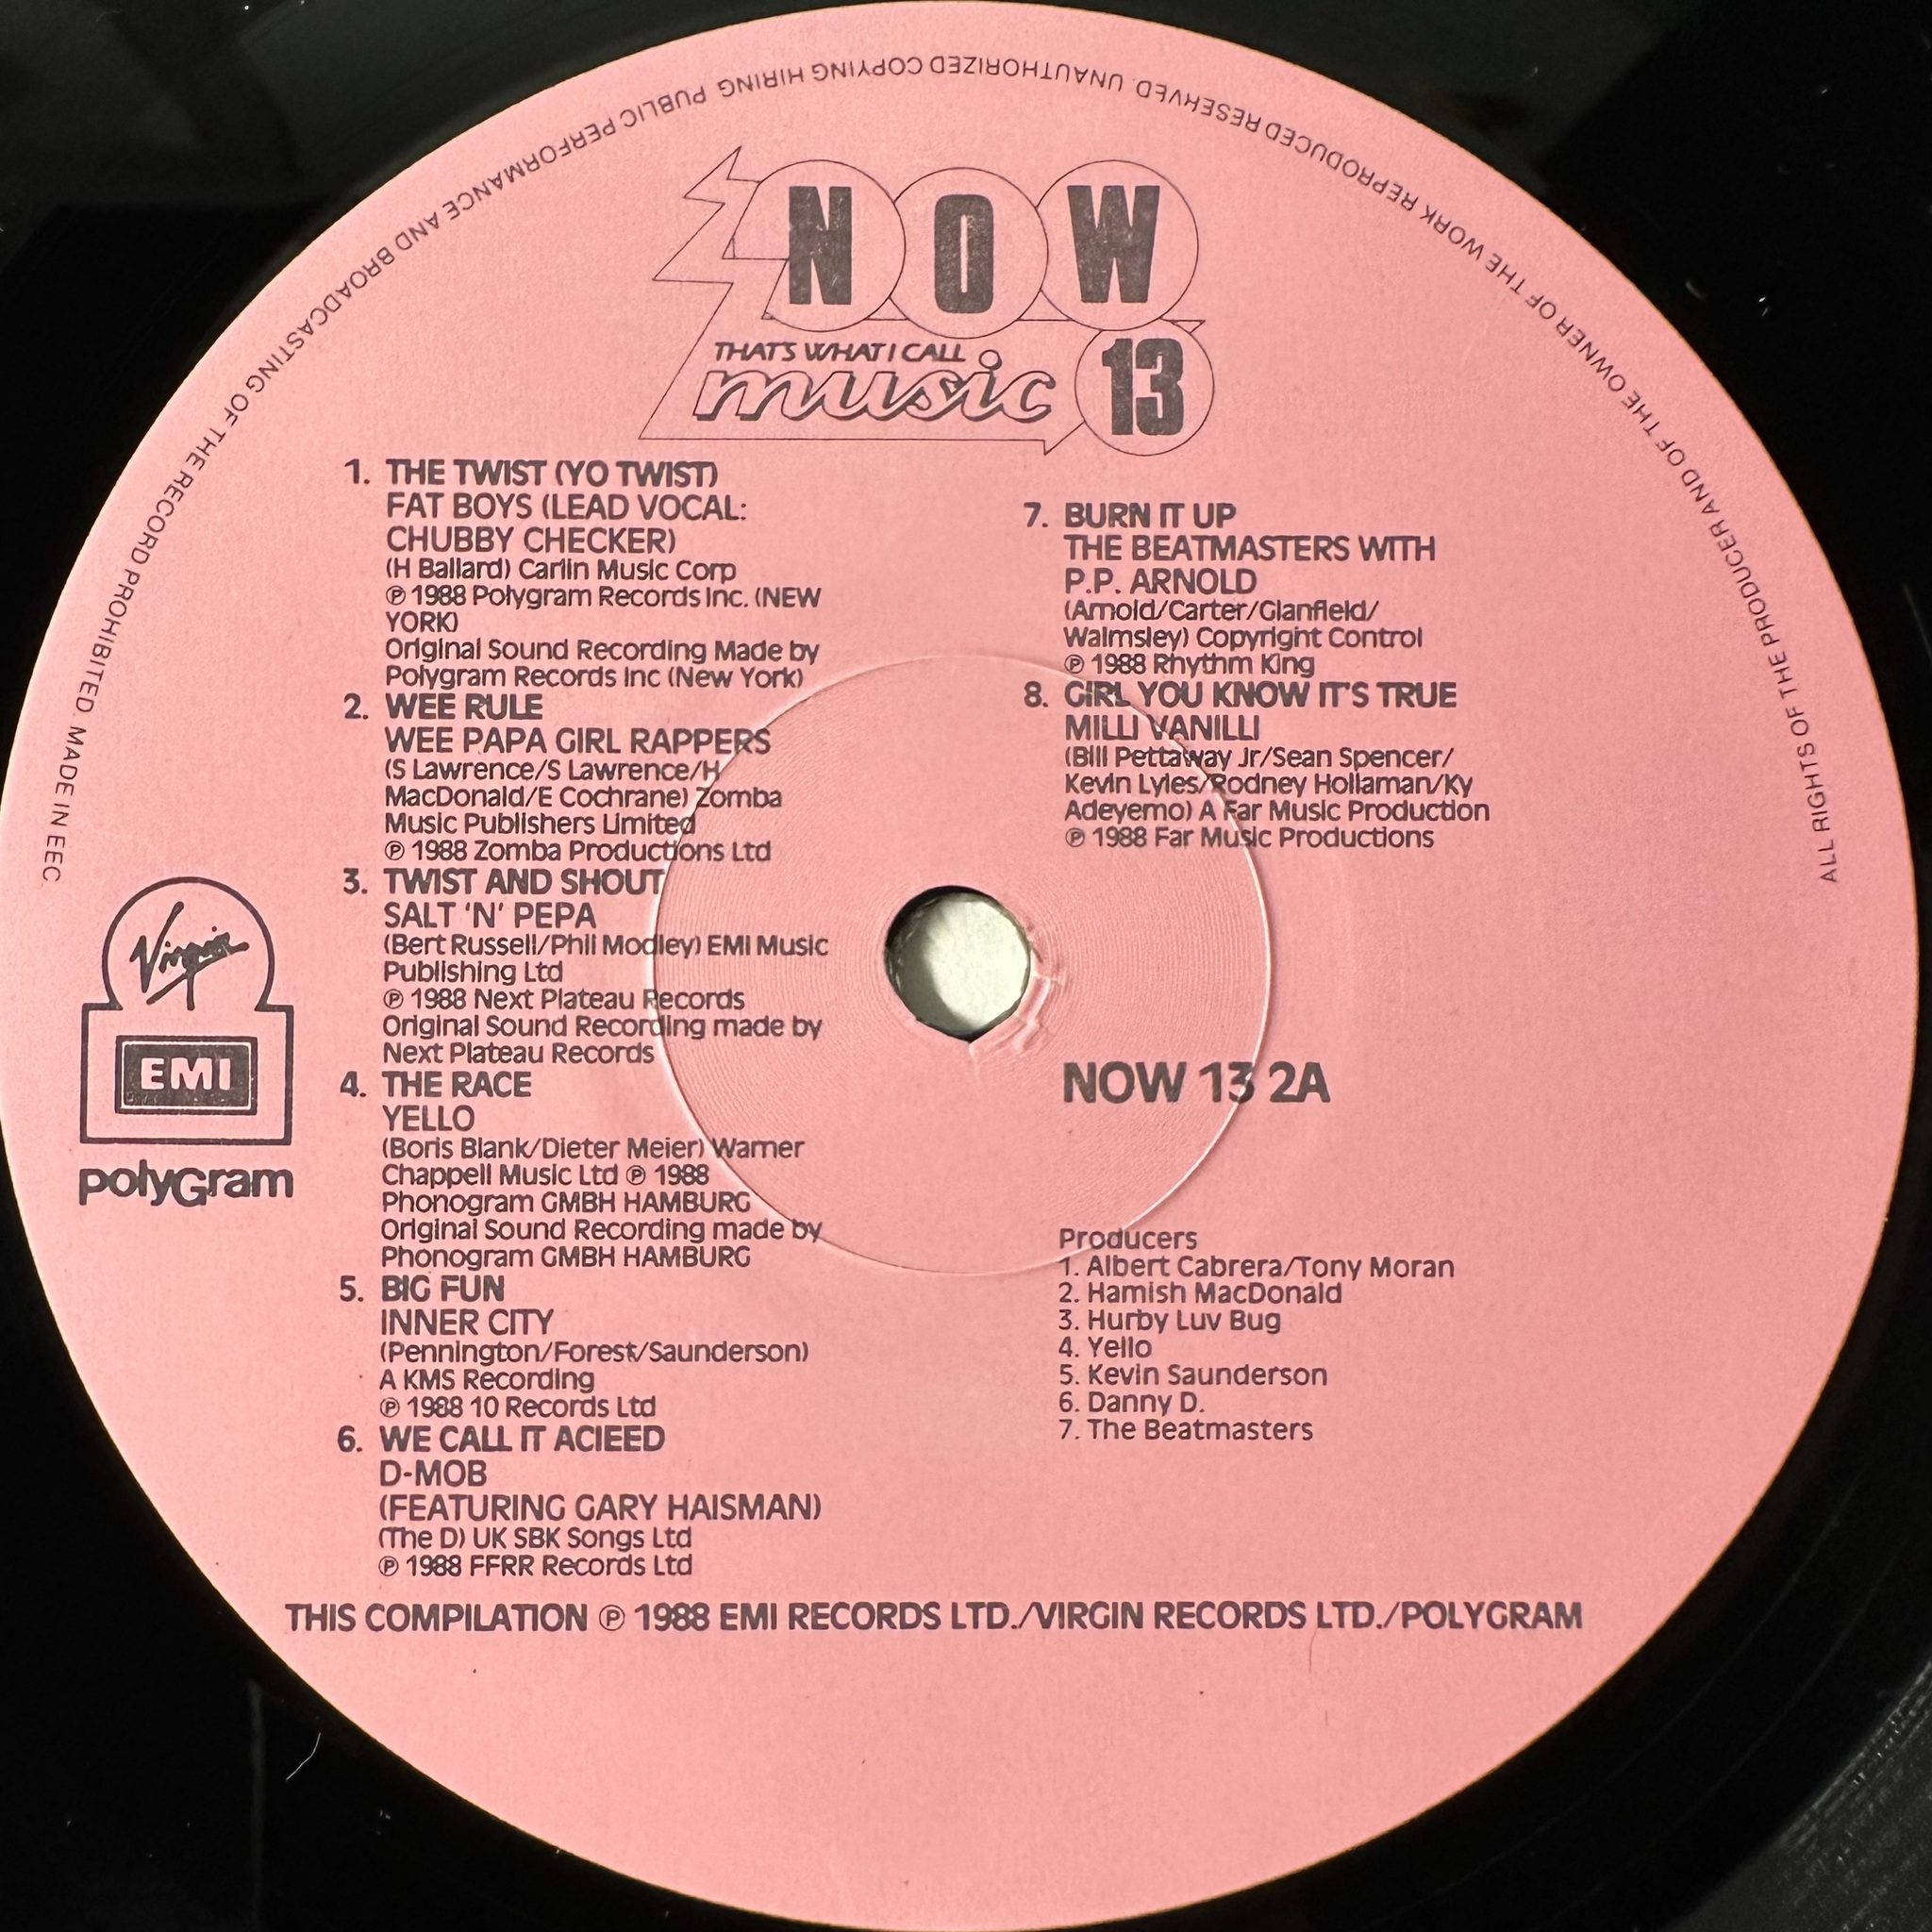 ALL RIGHTS OF THE PRODUCER AND OF THE OWNER OF THE WORK REPRODUCED RESERVED. UNAUTHORIZED COPYING HIRING PUBLIC PERFORMANCE AND BROADCASTING OF THE RECORD PROHIBITED. MADE IN EEC.
NOW
THAT'S WHAT I CALL
music 13
1. THE TWIST (YO TWIST)
FAT BOYS (LEAD VOCAL:
CHUBBY CHECKER)
(H Ballard) Carlin Music Corp
℗ 1988 Polygram Records Inc. (NEW
YORK)
Original Sound Recording Made by
Polygram Records Inc (New York)
2. WEE RULE
WEE PAPA GIRL RAPPERS
(S Lawrence/S Lawrence/H
MacDonald/E Cochrane) Zomba
Music Publishers Limited
℗ 1988 Zomba Productions Ltd
3. TWIST AND SHOUT
SALT 'N' PEPA
(Bert Russell/Phil Modley) EMI Music
Publishing Ltd
℗ 1988 Next Plateau Records
Original Sound Recording made by
Next Plateau Records
4. THE RACE
YELLO
(Boris Blank/Dieter Meier) Warner
Chappell Music Ltd ℗ 1988
Phonogram GMBH HAMBURG
Original Sound Recording made by
Phonogram GMBH HAMBURG
5. BIG FUN
INNER CITY
(Pennington/Forest/Saunderson)
A KMS Recording
℗ 1988 10 Records Ltd
6. WE CALL IT ACIEED
D-MOB
(FEATURING GARY HAISMAN)
(The D) UK SBK Songs Ltd
℗ 1988 FFRR Records Ltd
7. BURN IT UP
THE BEATMASTERS WITH
P.P. ARNOLD
(Arnold/Carter/Glanfield/
Walmsley) Copyright Control
℗ 1988 Rhythm King
8. GIRL YOU KNOW IT'S TRUE
MILLI VANILLI
(Bill Pettaway Jr/Sean Spencer/
Kevin Lyles/Rodney Hollaman/Ky
Adeyemo) A Far Music Production
℗ 1988 Far Music Productions
Virgin
EMI
polyGram
NOW 13 2A
Producers
1. Albert Cabrera/Tony Moran
2. Hamish MacDonald
3. Hurby Luv Bug
4. Yello
5. Kevin Saunderson
6. Danny D.
7. The Beatmasters
THIS COMPILATION ℗ 1988 EMI RECORDS LTD./VIRGIN RECORDS LTD./POLYGRAM